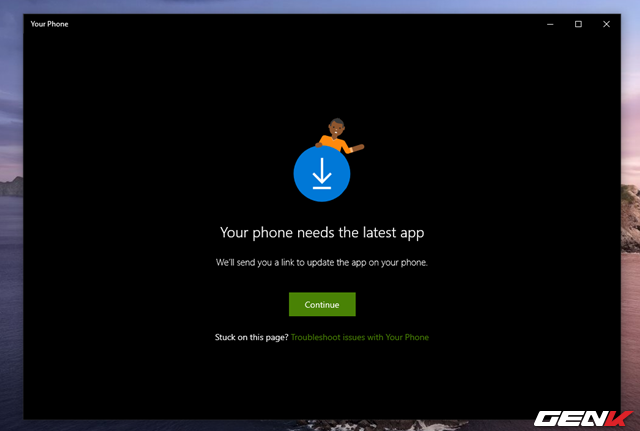 Your Phone
Your phone needs the latest app
We'll send you a link to update the app on your phone.
Continue
Stuck on this page? Troubleshoot issues with Your Phone
GENK